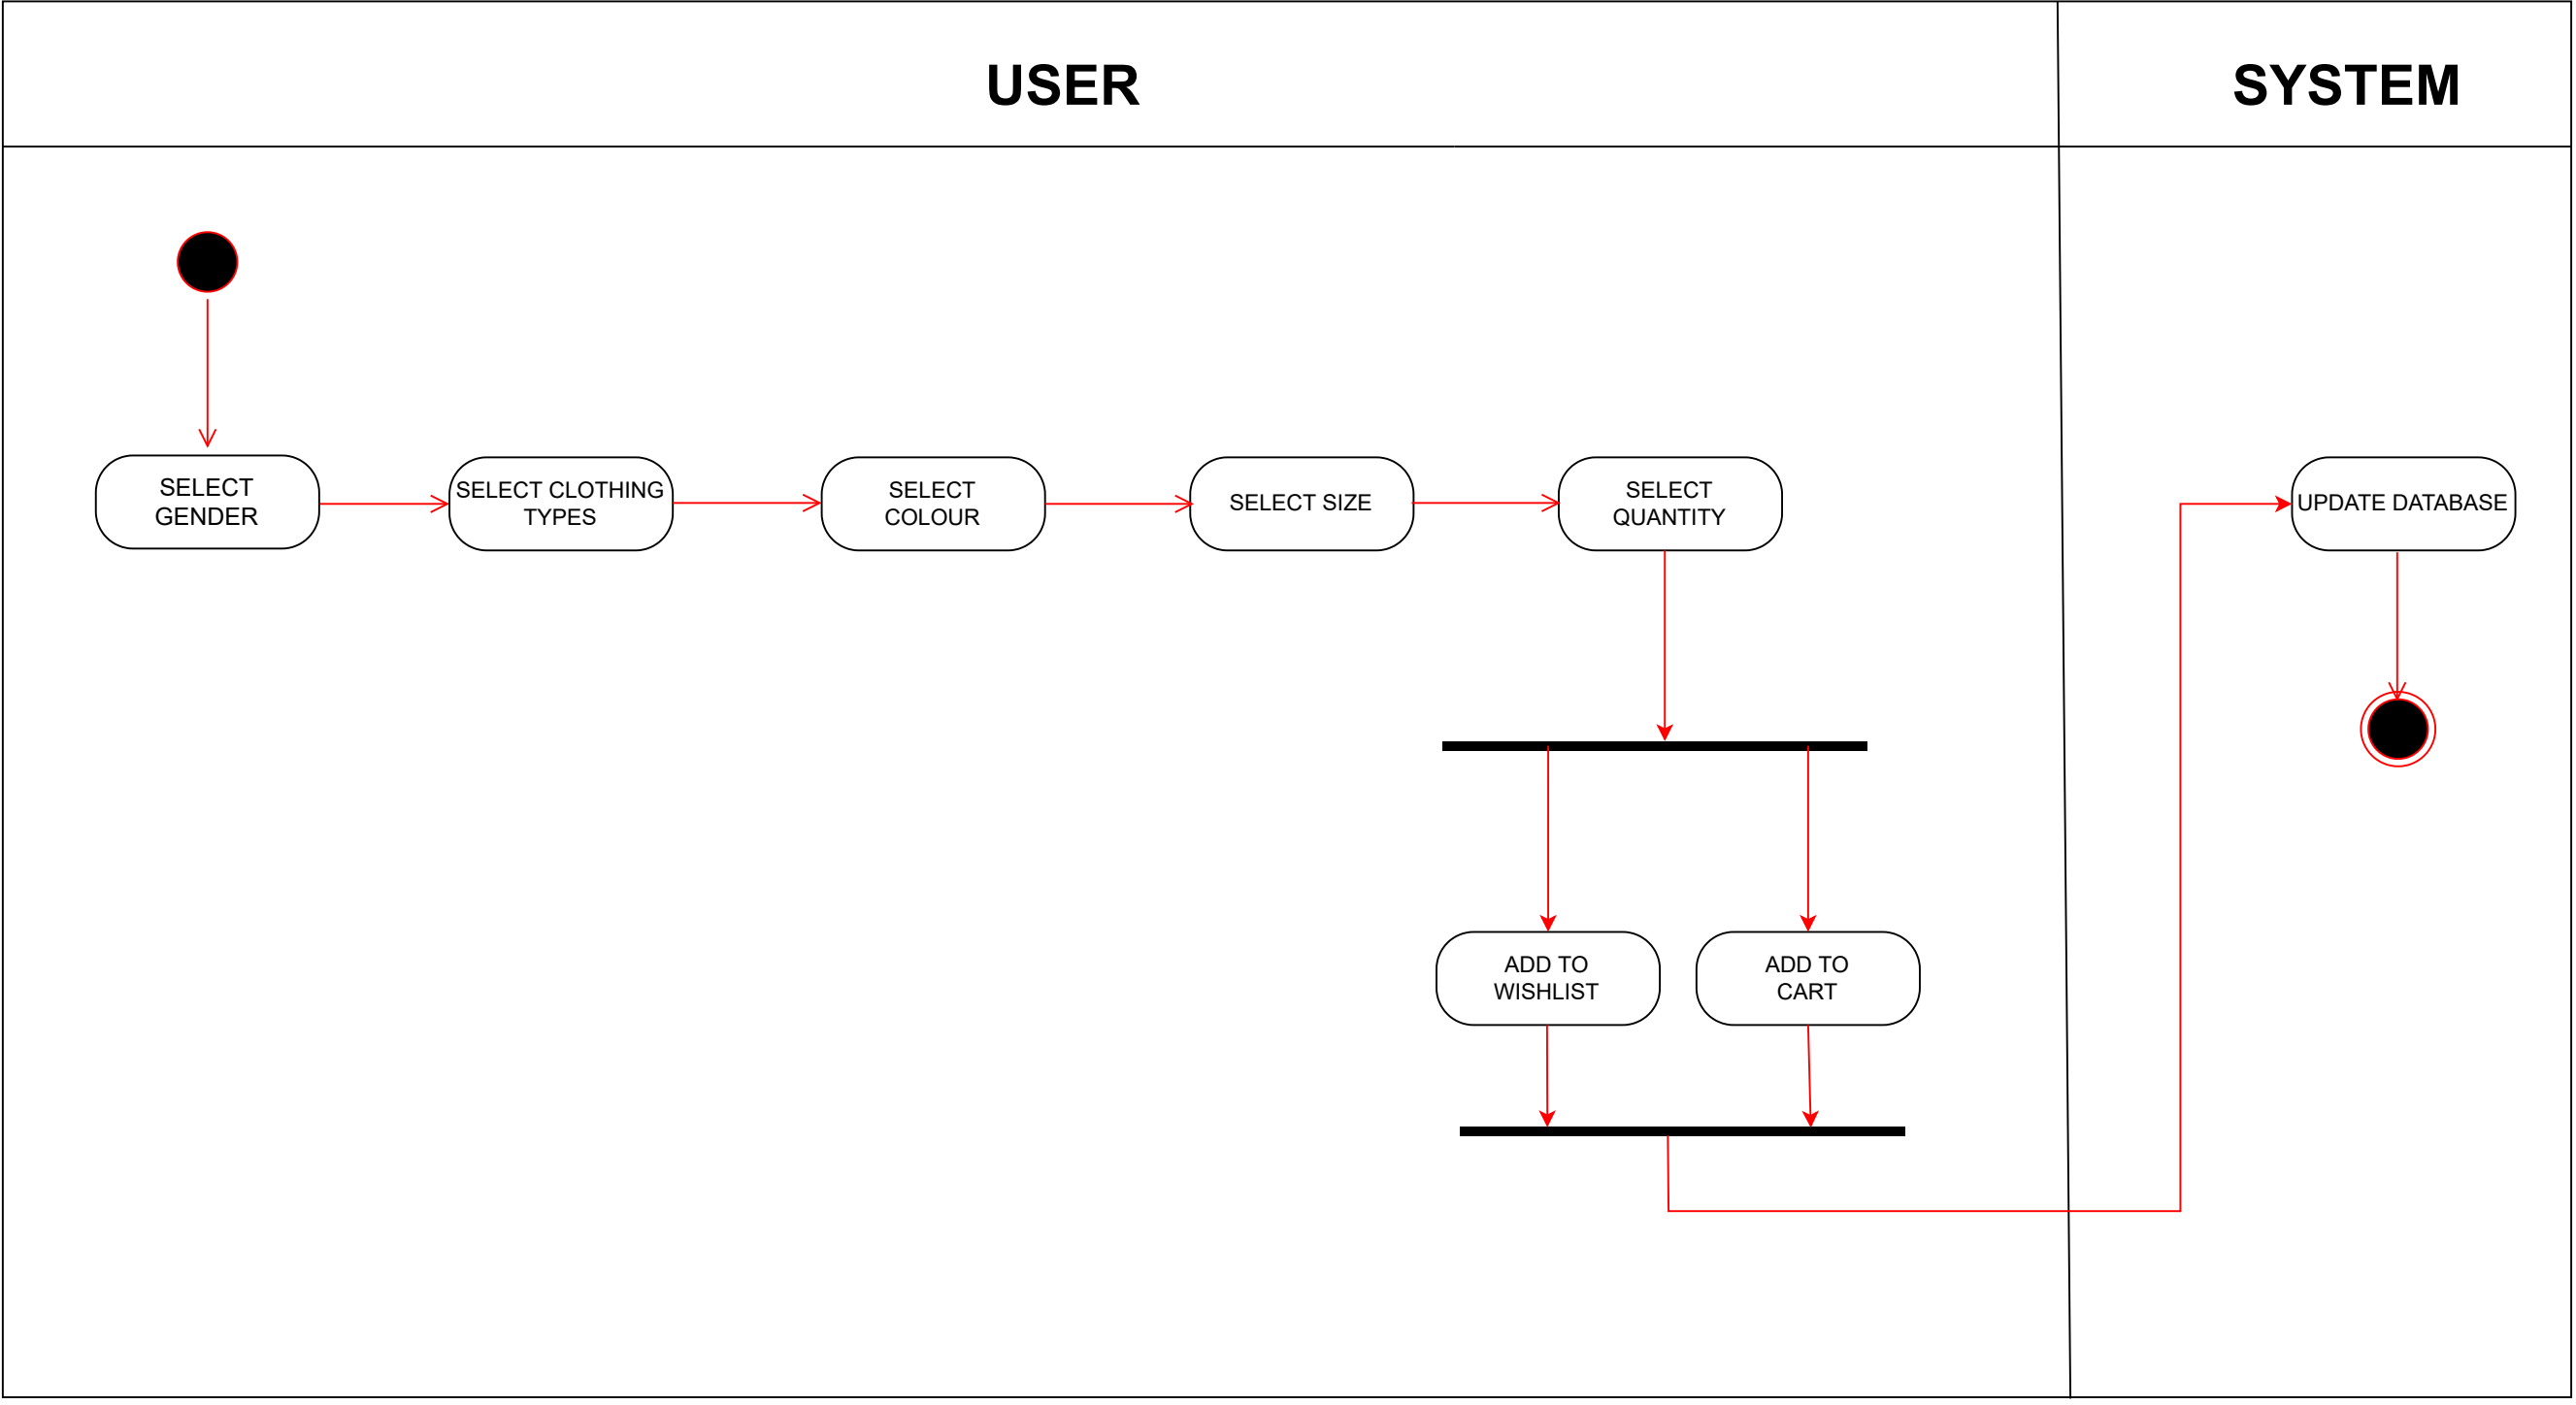 USER
SYSTEM
SELECT
GENDER
SELECT CLOTHING
TYPES
SELECT
COLOUR
SELECT SIZE
SELECT
QUANTITY
UPDATE DATABASE
ADD TO
WISHLIST
ADD TO
CART